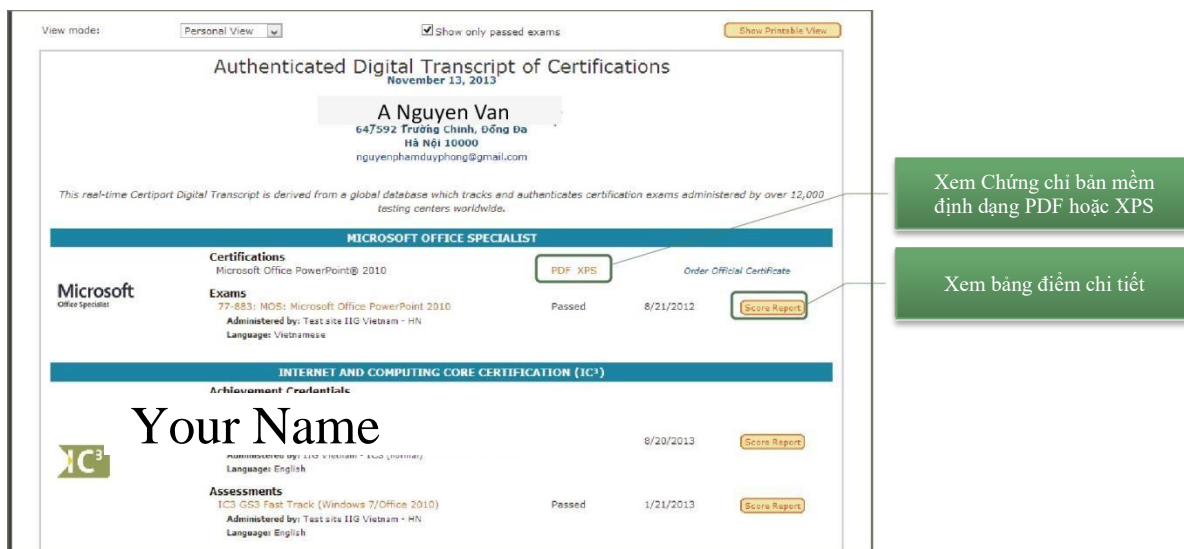 View mode: Personal View Show only passed exams Show Printable View
Authenticated Digital Transcript of Certifications
November 13, 2013
A Nguyen Van
647592 Trường Chinh, Đống Đa
Hà Nội 10000
nguyenphamduyphong@gmail.com
This real-time Certiport Digital Transcript is derived from a global database which tracks and authenticates certification exams administered by over 12,000
testing centers worldwide.
Xem Chứng chỉ bản mềm
định dạng PDF hoặc XPS
MICROSOFT OFFICE SPECIALIST
Certifications
Microsoft Office PowerPoint® 2010 PDF XPS Order Official Certificate
Xem bảng điểm chi tiết
Microsoft
Office Specialist
Exams
77-883: MOS: Microsoft Office PowerPoint 2010 Passed 8/21/2012 Score Report
Administered by: Test site IIG Vietnam - HN
Language: Vietnamese
INTERNET AND COMPUTING CORE CERTIFICATION (IC³)
Achievement Credentials
Your Name
8/20/2013 Score Report
Administered by: IIG Vietnam - IC3 (normal)
IC³
Language: English
Assessments
IC3 GS3 Fast Track (Windows 7/Office 2010) Passed 1/21/2013 Score Report
Administered by: Test site IIG Vietnam - HN
Language: English